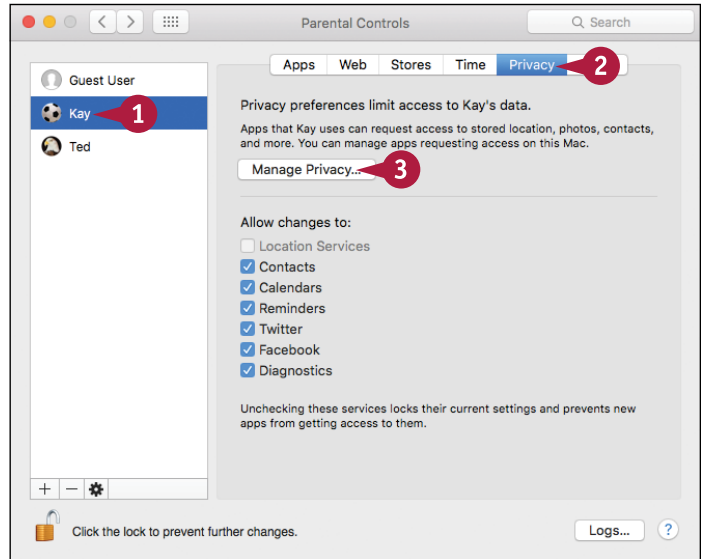 Parental Controls
Search
Apps Web Stores Time Privacy 2
Guest User
Kay 1
Ted
Privacy preferences limit access to Kay's data.
Apps that Kay uses can request access to stored location, photos, contacts,
and more. You can manage apps requesting access on this Mac.
Manage Privacy... 3
Allow changes to:
Location Services
Contacts
Calendars
Reminders
Twitter
Facebook
Diagnostics
Unchecking these services locks their current settings and prevents new
apps from getting access to them.
Click the lock to prevent further changes.
Logs... ?